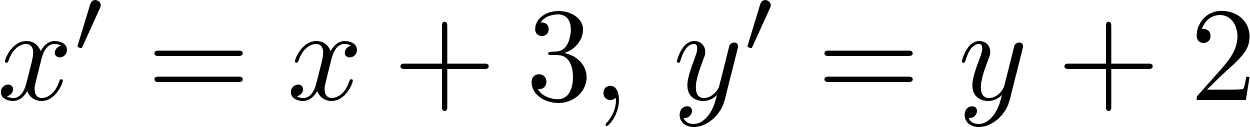 x′ = x + 3, y′ = y + 2